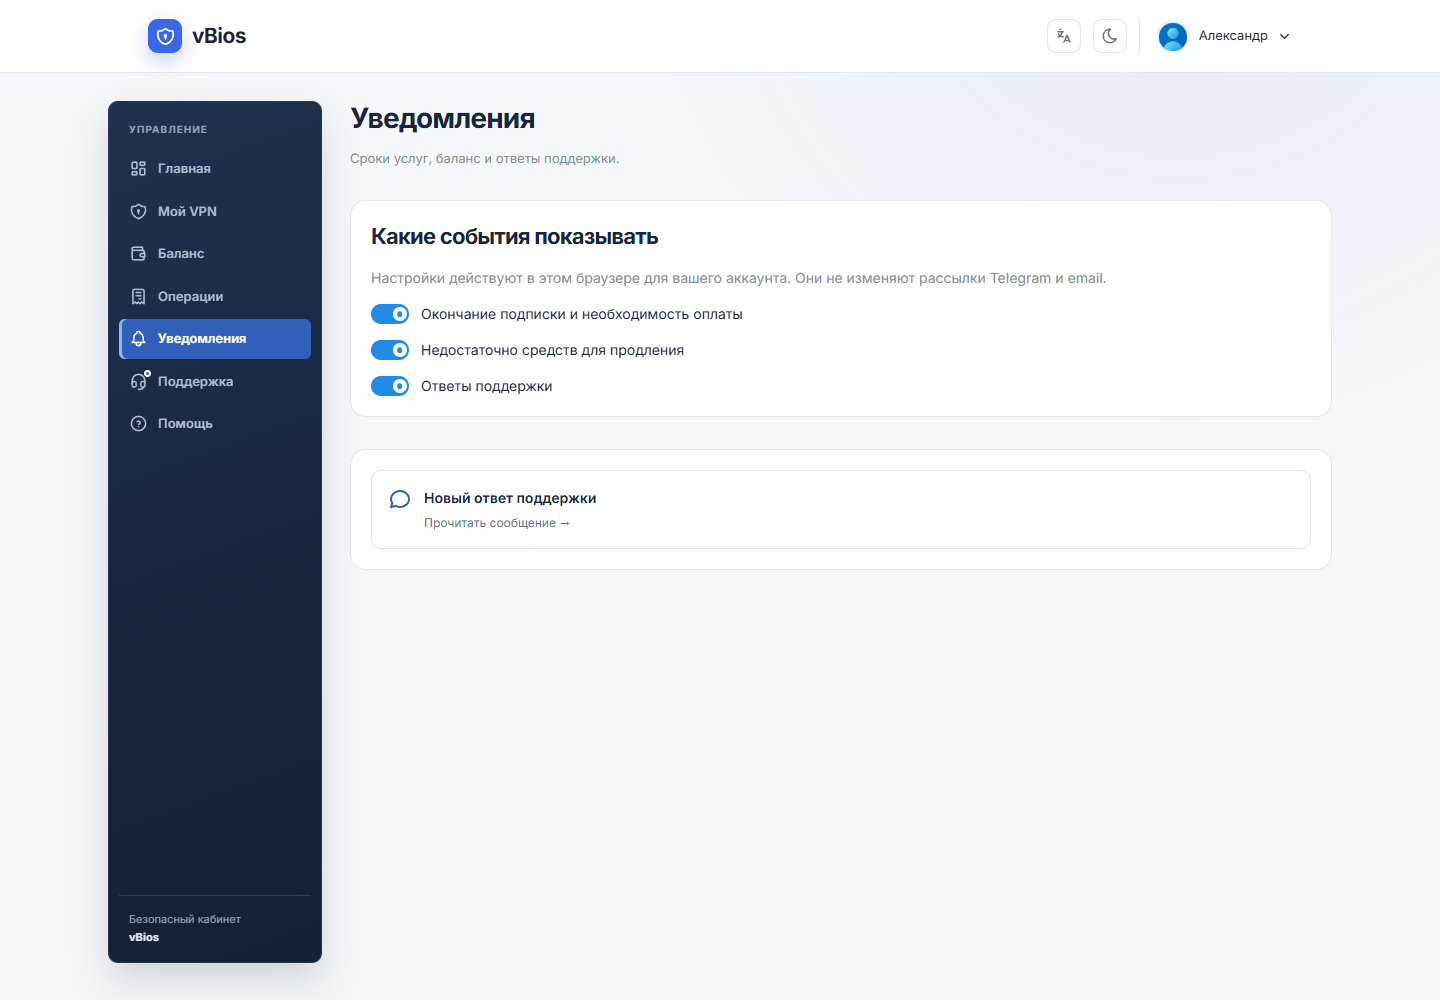 vBios
Александр
УПРАВЛЕНИЕ
Главная
Мой VPN
Баланс
Операции
Уведомления
Поддержка
Помощь
Безопасный кабинет
vBios
Уведомления
Сроки услуг, баланс и ответы поддержки.
Какие события показывать
Настройки действуют в этом браузере для вашего аккаунта. Они не изменяют рассылки Telegram и email.
Окончание подписки и необходимость оплаты
Недостаточно средств для продления
Ответы поддержки
Новый ответ поддержки
Прочитать сообщение →